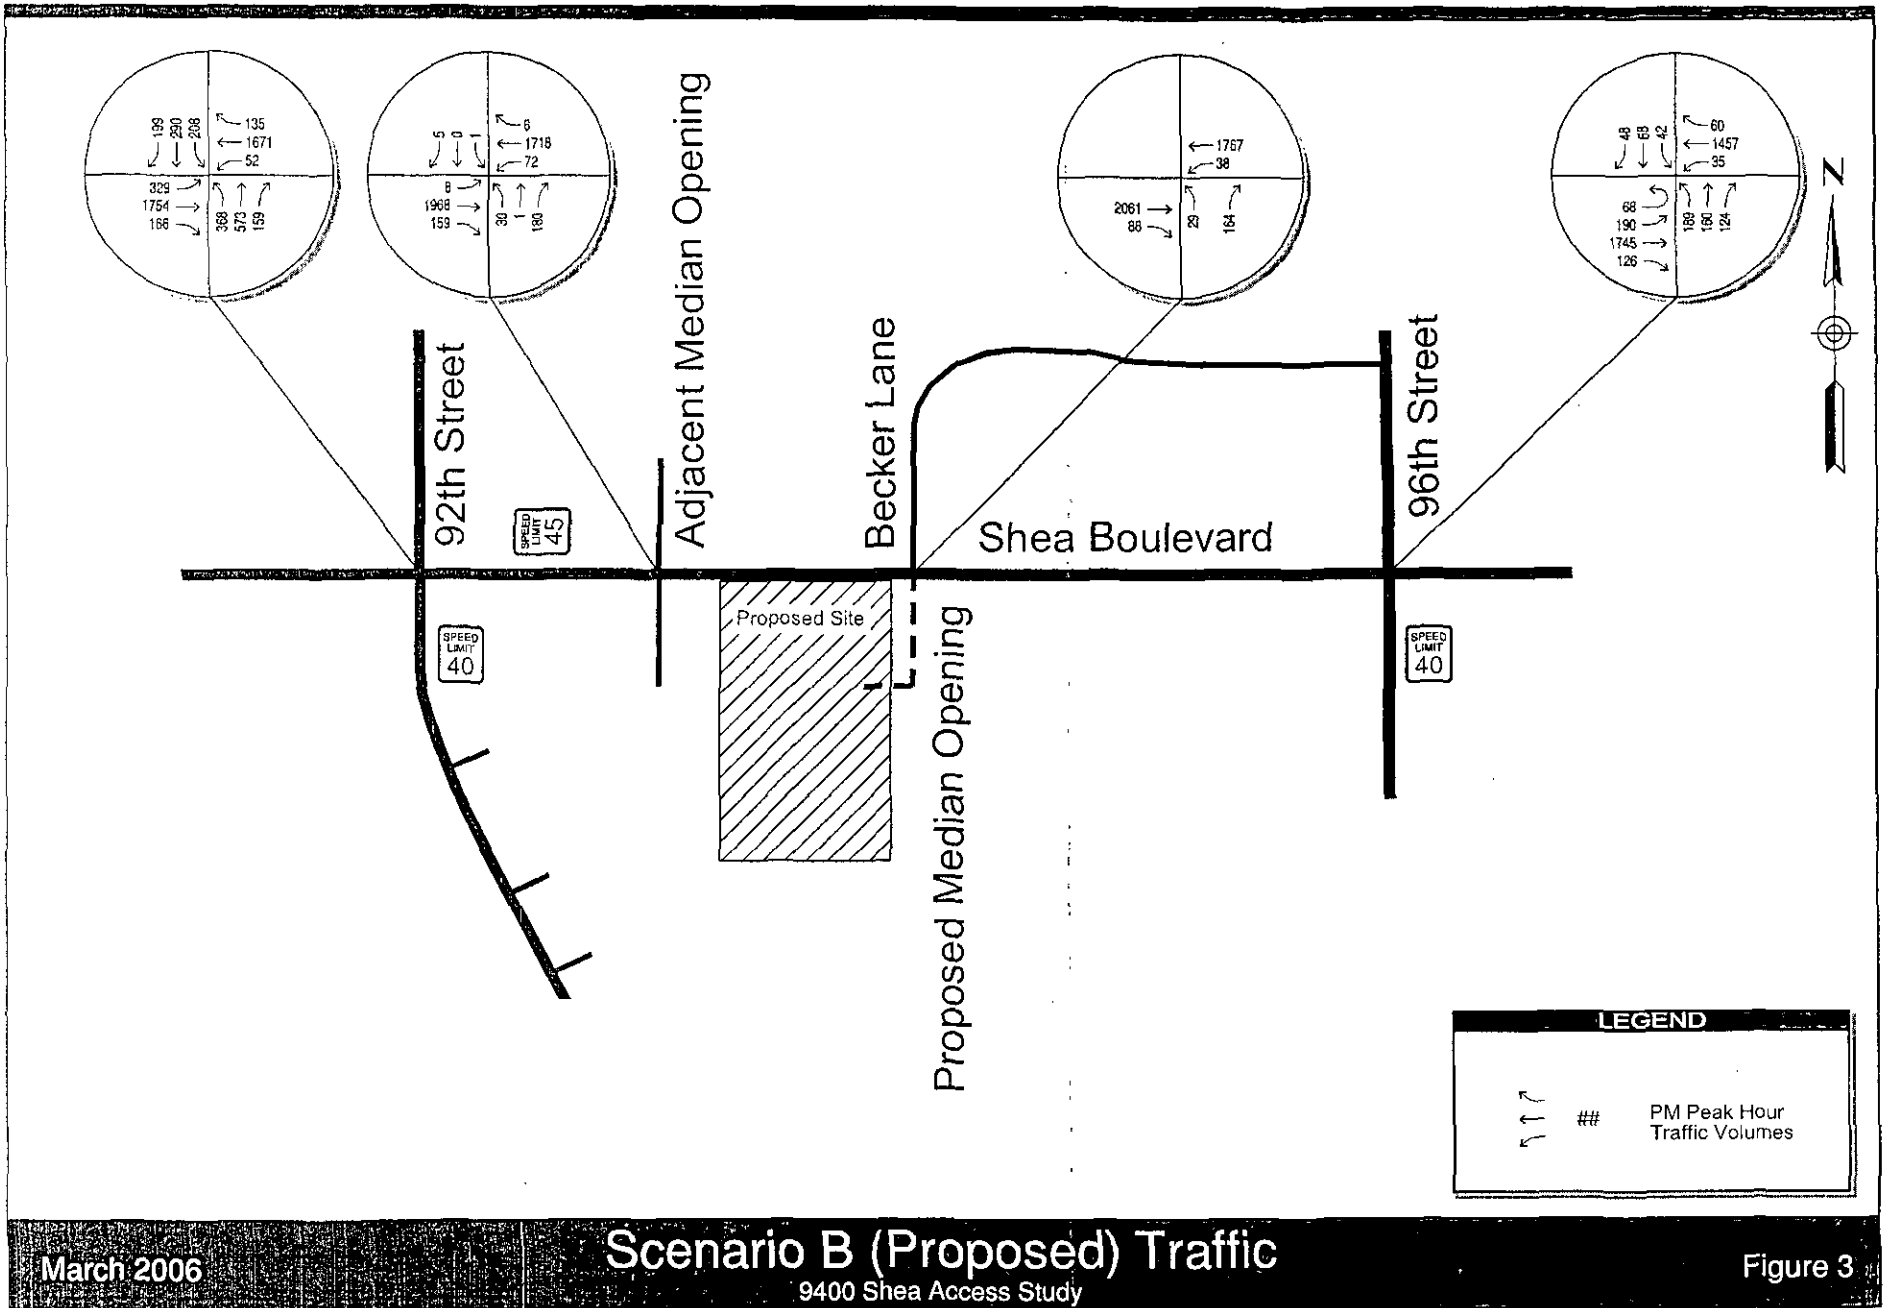 199 290 208
135
1671
52
329
1754
166
368 573 159
5 0 1
6
1718
72
8
1968
159
30 1 180
1767
38
2061
88
29 164
48 68 42
60
1457
35
68
190
1745
126
189 160 124
N
92th Street
Adjacent Median Opening
Becker Lane
96th Street
SPEED LIMIT 45
Shea Boulevard
Proposed Site
SPEED
LIMIT
40
Proposed Median Opening
SPEED
LIMIT
40
LEGEND
## PM Peak Hour
Traffic Volumes
March 2006
Scenario B (Proposed) Traffic
9400 Shea Access Study
Figure 3